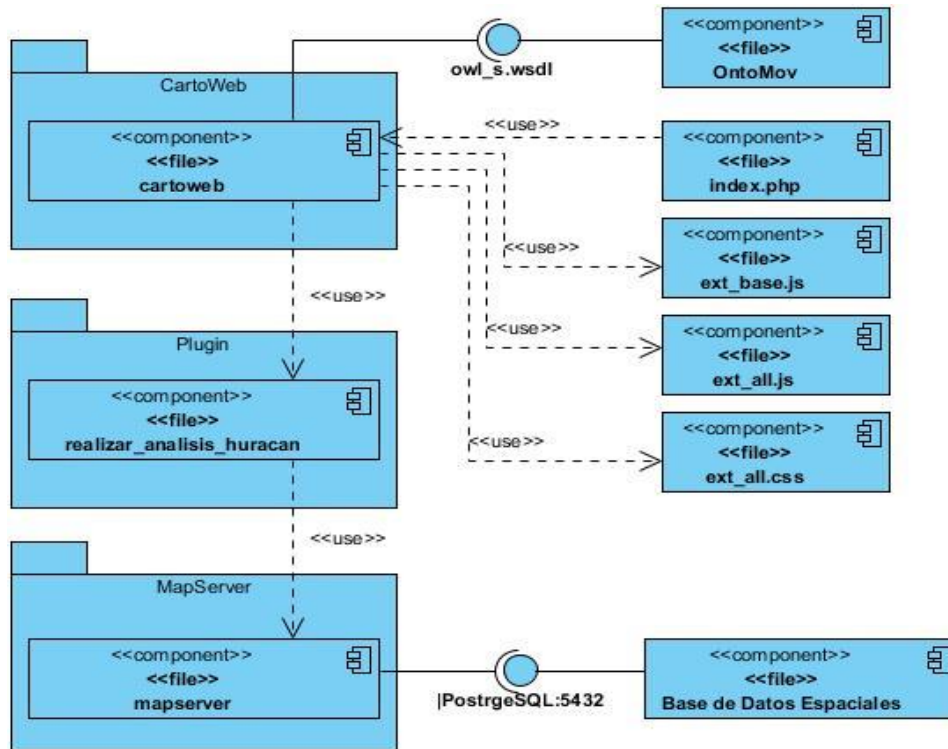 CartoWeb
<<component>>
<<file>>
cartoweb
owl_s.wsdl
<<component>>
<<file>>
OntoMov
<<use>>
<<component>>
<<file>>
index.php
<<use>>
<<component>>
<<file>>
ext_base.js
<<use>>
<<component>>
<<file>>
ext_all.js
<<use>>
<<component>>
<<file>>
ext_all.css
<<use>>
Plugin
<<component>>
<<file>>
realizar_analisis_huracan
<<use>>
MapServer
<<component>>
<<file>>
mapserver
|PostrgeSQL:5432
<<component>>
<<file>>
Base de Datos Espaciales